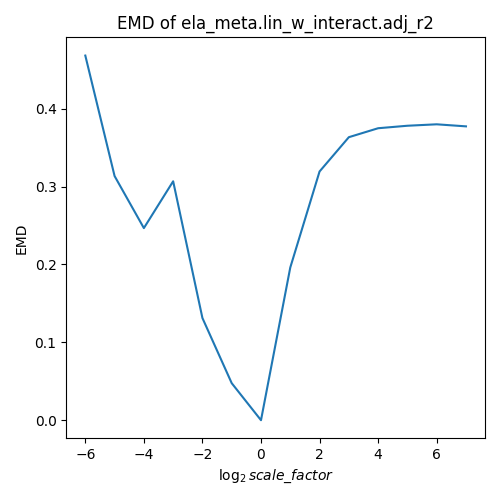 EMD of ela_meta.lin_w_interact.adj_r2
EMD
0.4
0.3
0.2
0.1
0.0
−6 −4 −2 0 2 4 6
log₂ scale_factor